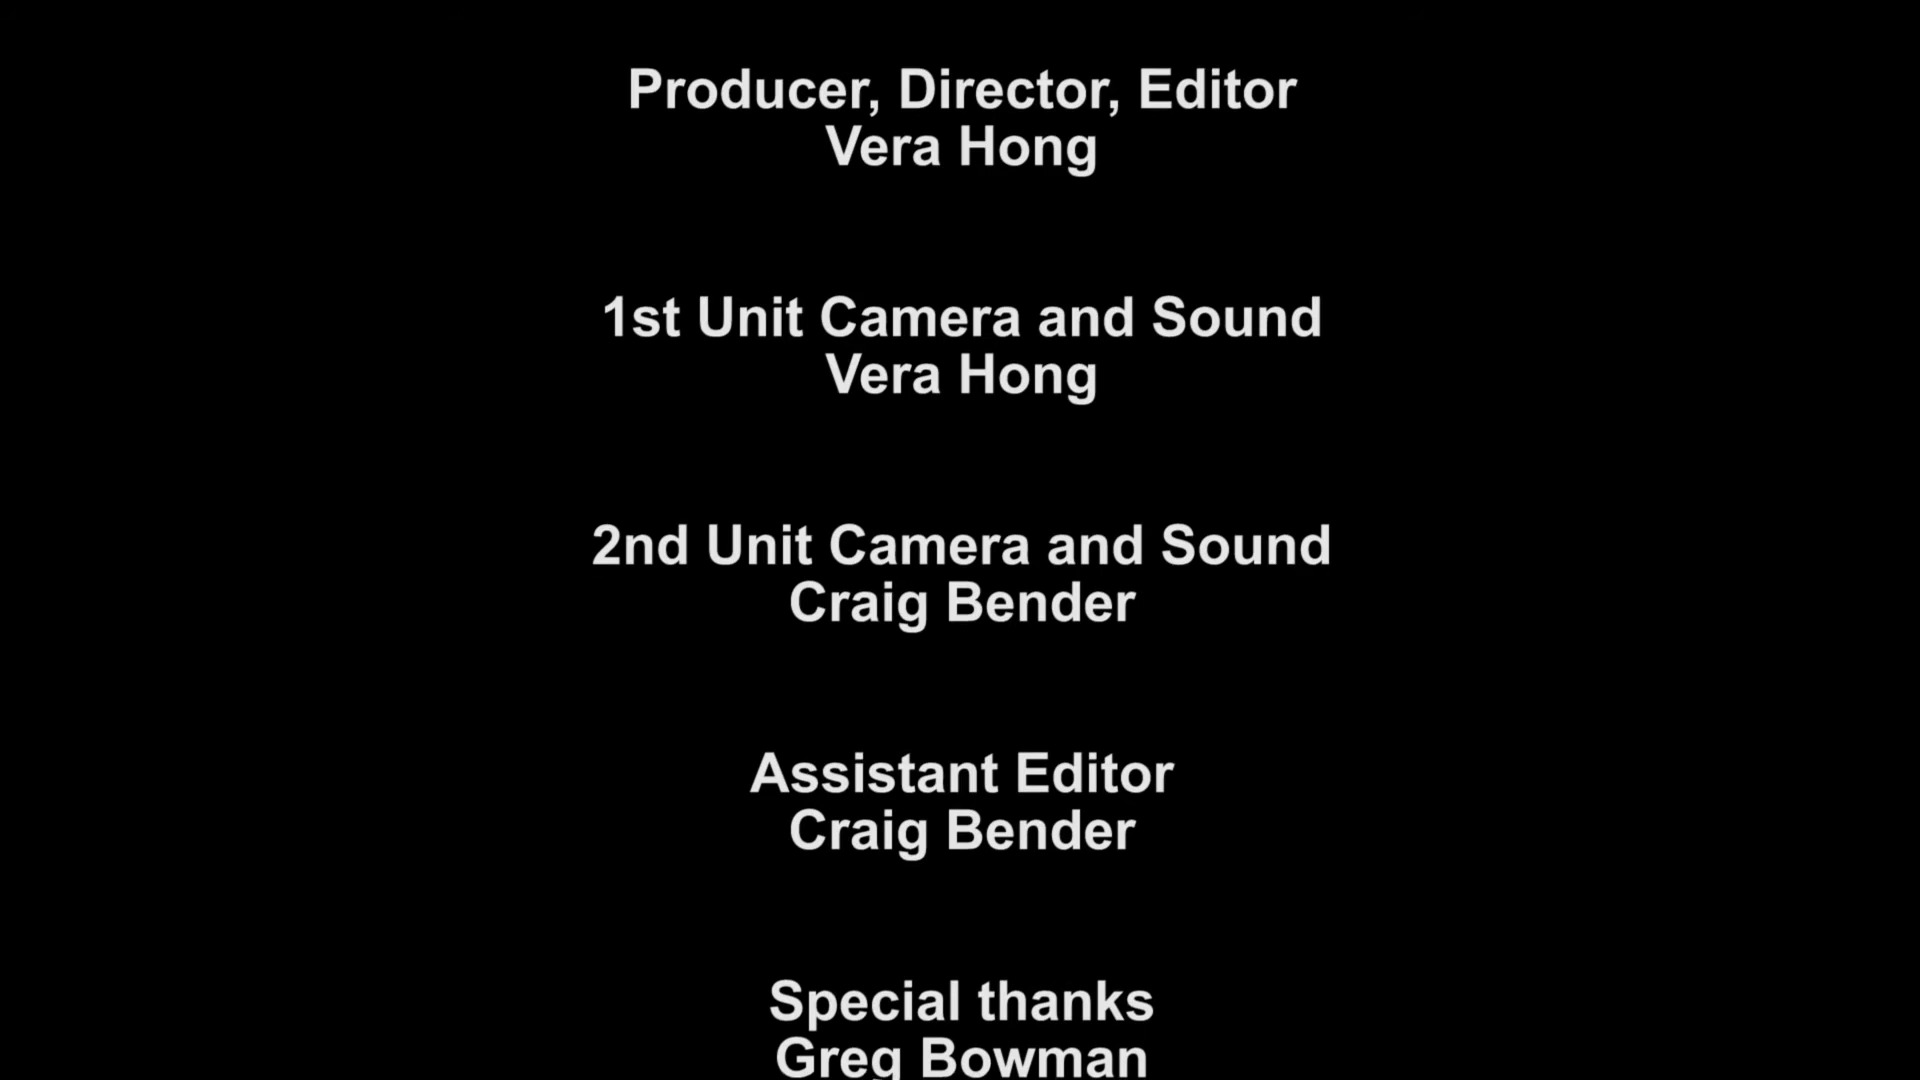 Producer, Director, Editor
Vera Hong
1st Unit Camera and Sound
Vera Hong
2nd Unit Camera and Sound
Craig Bender
Assistant Editor
Craig Bender
Special thanks
Greg Bowman